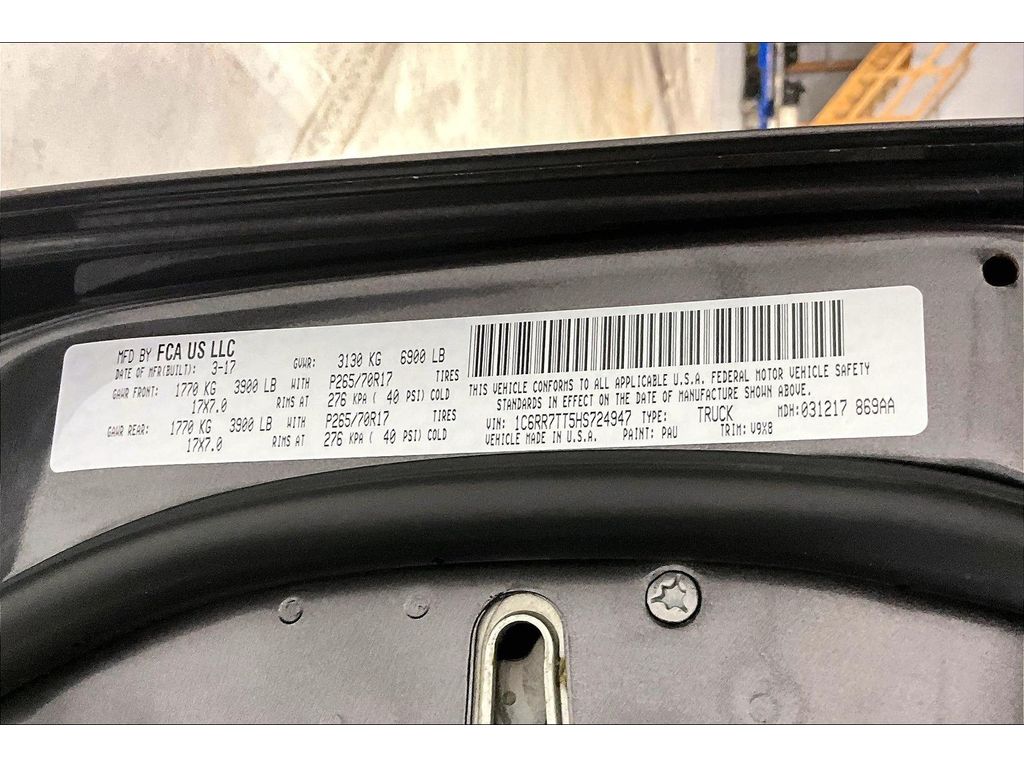 MFD BY FCA US LLC
DATE OF MFR(BUILT): 3-17 GVWR: 3130 KG 6900 LB
GAWR FRONT: 1770 KG 3900 LB WITH P265/70R17 TIRES
17X7.0 RIMS AT 276 KPA ( 40 PSI) COLD
GAWR REAR: 1770 KG 3900 LB WITH P265/70R17 TIRES
17X7.0 RIMS AT 276 KPA ( 40 PSI) COLD
THIS VEHICLE CONFORMS TO ALL APPLICABLE U.S.A. FEDERAL MOTOR VEHICLE SAFETY
STANDARDS IN EFFECT ON THE DATE OF MANUFACTURE SHOWN ABOVE.
VIN: 1C6RR7TT5HS724947 TYPE: TRUCK MDH:031217 869AA
VEHICLE MADE IN U.S.A. PAINT: PAU TRIM: V9X8